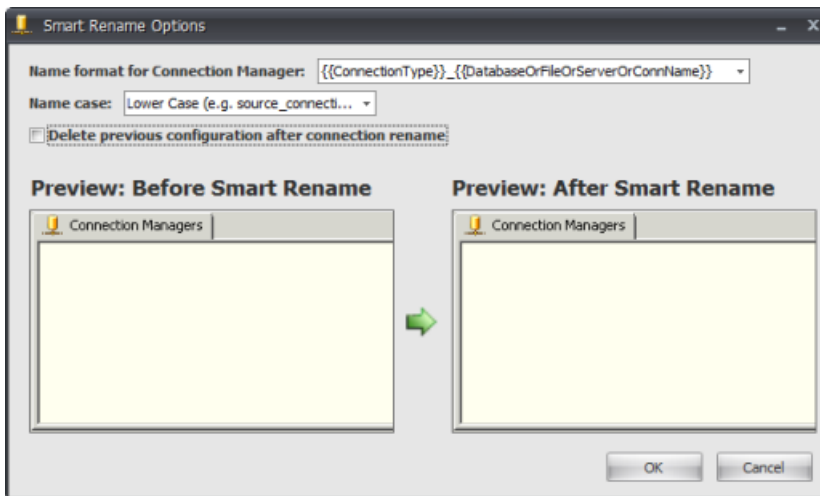 Smart Rename Options
Name format for Connection Manager: {{ConnectionType}}_{{DatabaseOrFileOrServerOrConnName}}
Name case: Lower Case (e.g. source_connecti...
Delete previous configuration after connection rename
Preview: Before Smart Rename Preview: After Smart Rename
Connection Managers Connection Managers
OK Cancel